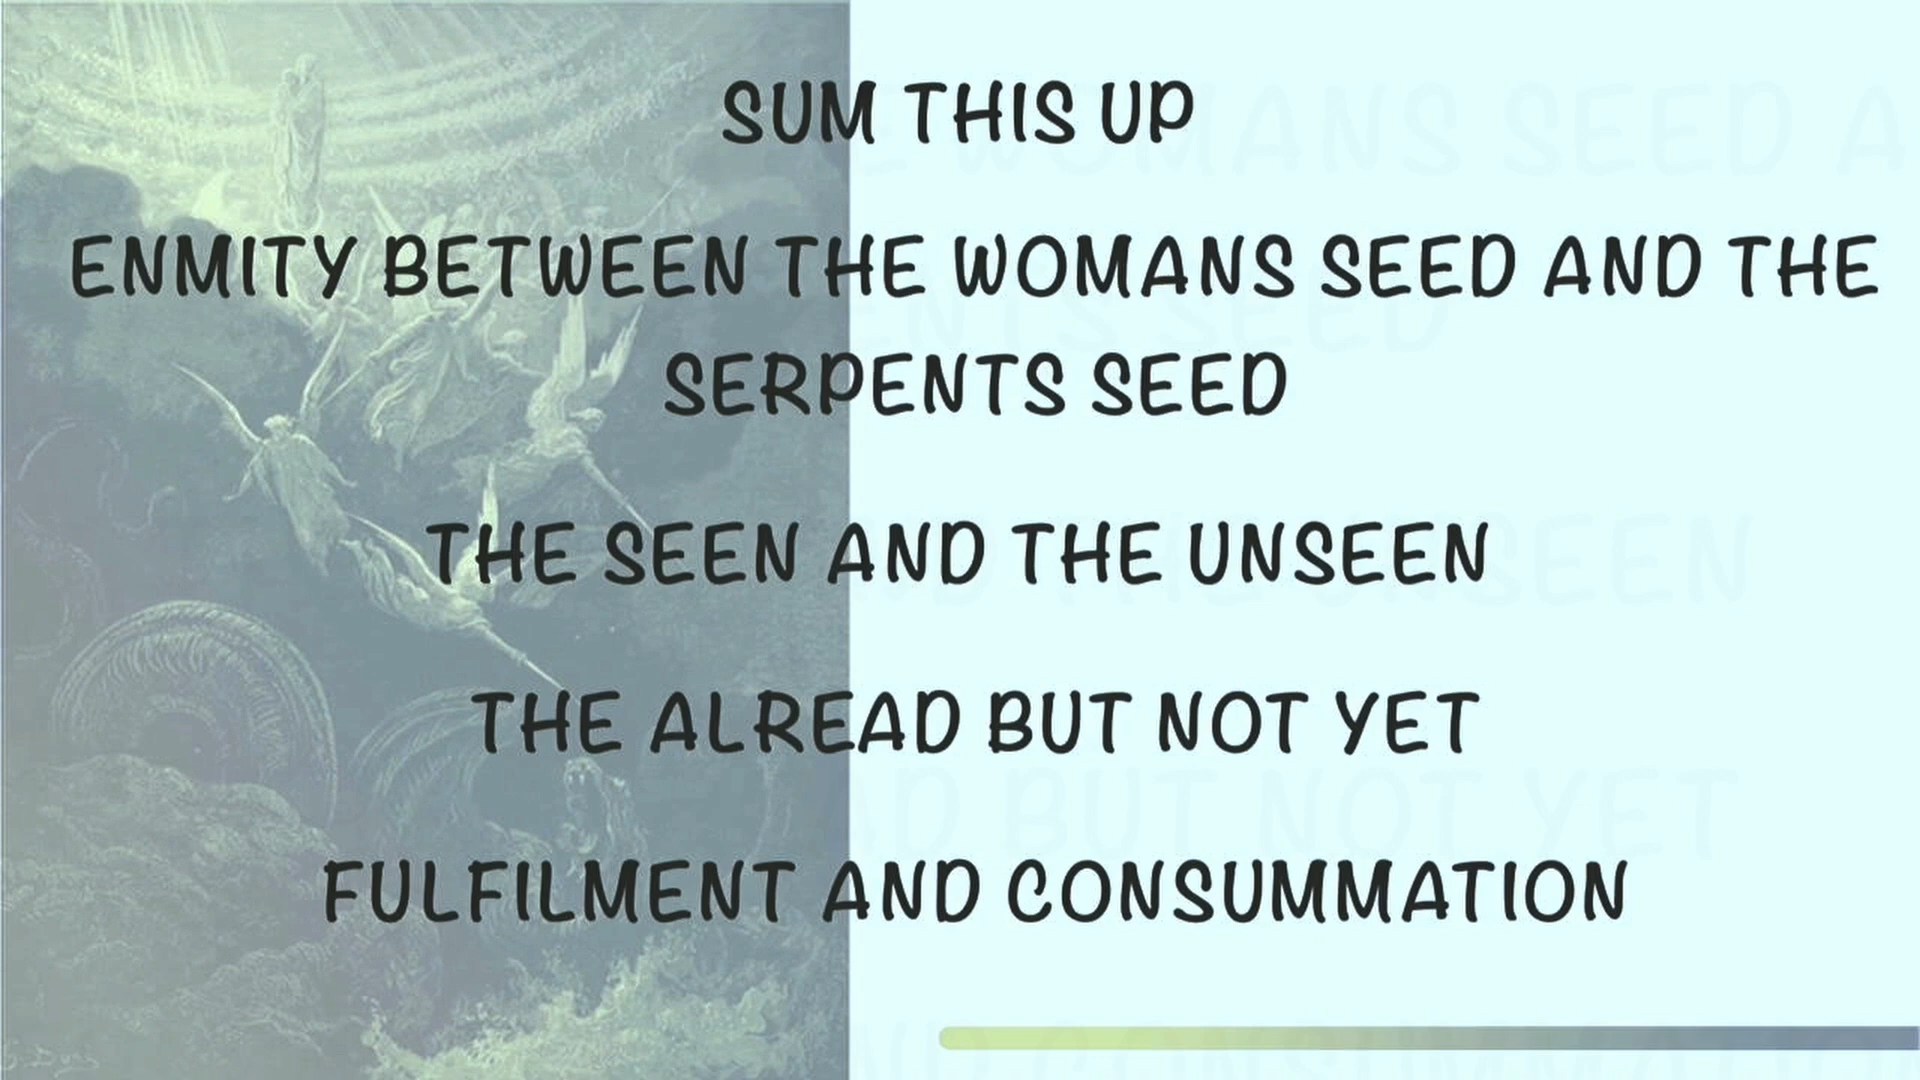 SUM THIS UP
ENMITY BETWEEN THE WOMANS SEED AND THE
SERPENTS SEED
THE SEEN AND THE UNSEEN
THE ALREAD BUT NOT YET
FULFILMENT AND CONSUMMATION